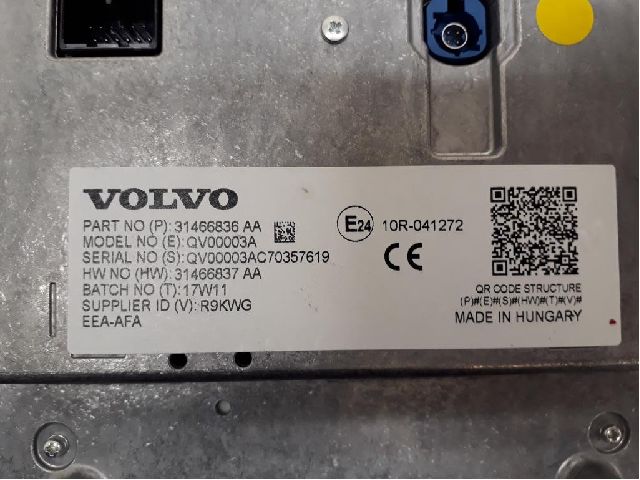 VOLVO
PART NO (P): 31466836 AA
MODEL NO (E): QV00003A
SERIAL NO (S): QV00003AC70357619
HW NO (HW): 31466837 AA
BATCH NO (T): 17W11
SUPPLIER ID (V): R9KWG
EEA-AFA
E24 10R-041272
CE
QR CODE STRUCTURE
(P)#(E)#(S)#(HW)#(T)#(V)#
MADE IN HUNGARY